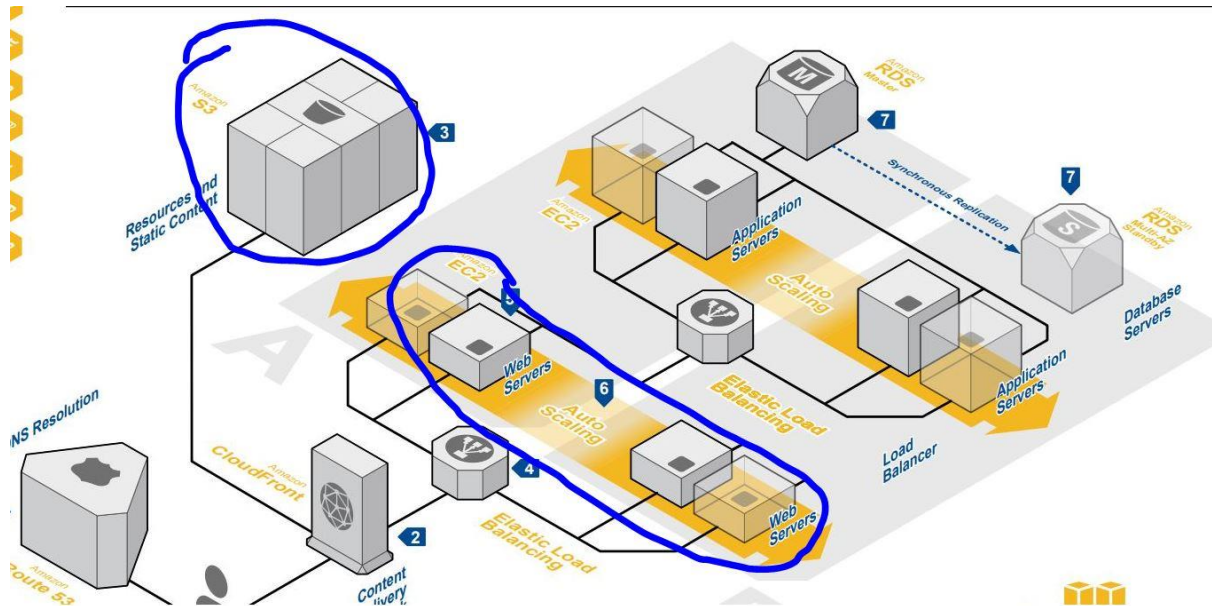 Amazon
S3
3
Resources and
Static Content
Amazon
RDS
Master
7
Synchronous Replication
7
Amazon
RDS
Multi-AZ
Standby
Amazon
EC2
Application
Servers
Auto
Scaling
Database
Servers
Amazon
EC2
5
Web
Servers
6
Auto
Scaling
Elastic Load
Balancing
Application
Servers
Load
Balancer
NS Resolution
Amazon
CloudFront
4
Elastic Load
Balancing
Web
Servers
2
Amazon
Route 53
Content
elivery
A